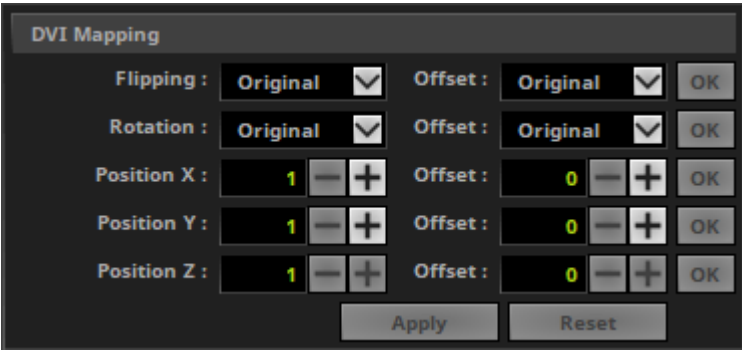 DVI Mapping
Flipping : Original Offset : Original OK
Rotation : Original Offset : Original OK
Position X : 1 Offset : 0 OK
Position Y : 1 Offset : 0 OK
Position Z : 1 Offset : 0 OK
Apply Reset